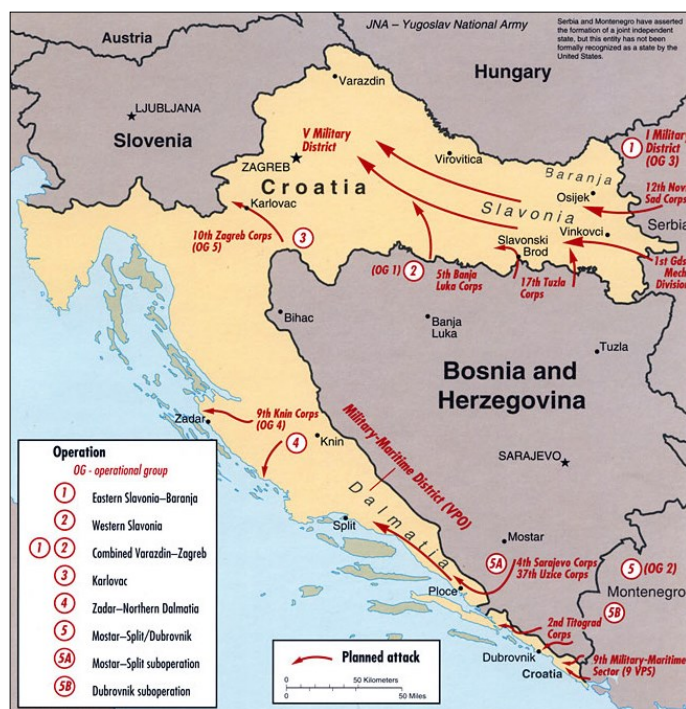 JNA – Yugoslav National Army
Serbia and Montenegro have asserted
the formation of a joint independent
state, but this entity has not been
formally recognized as a state by the
United States.
Austria
Hungary
Varazdin
LJUBLJANA
Slovenia
V Military
District
1
I Military
District
(OG 3)
Virovitica
ZAGREB
Baranja
Croatia
Osijek
12th Novi
Sad Corps
Karlovac
Slavonia
Serbia
Vinkovci
10th Zagreb Corps
(OG 5)
3
Slavonski
Brod
(OG 1)
2
5th Banja
Luka Corps
17th Tuzla
Corps
1st Gds
Mech
Division
Bihac
Banja
Luka
Tuzla
Bosnia and
Herzegovina
9th Knin Corps
(OG 4)
Zadar
4
Knin
Military-Maritime District (VPO)
SARAJEVO
Dalmatia
Split
Mostar
5A
4th Sarajevo Corps
37th Uzice Corps
5
(OG 2)
Montenegro
5B
Ploce
2nd Titograd
Corps
Dubrovnik
9th Military-Maritime
Sector (9 VPS)
Croatia
Operation
OG - operational group
1 Eastern Slavonia–Baranja
2 Western Slavonia
1 2 Combined Varazdin–Zagreb
3 Karlovac
4 Zadar–Northern Dalmatia
5 Mostar–Split/Dubrovnik
5A Mostar–Split suboperation
5B Dubrovnik suboperation
Planned attack
0 50 Kilometers
0 50 Miles